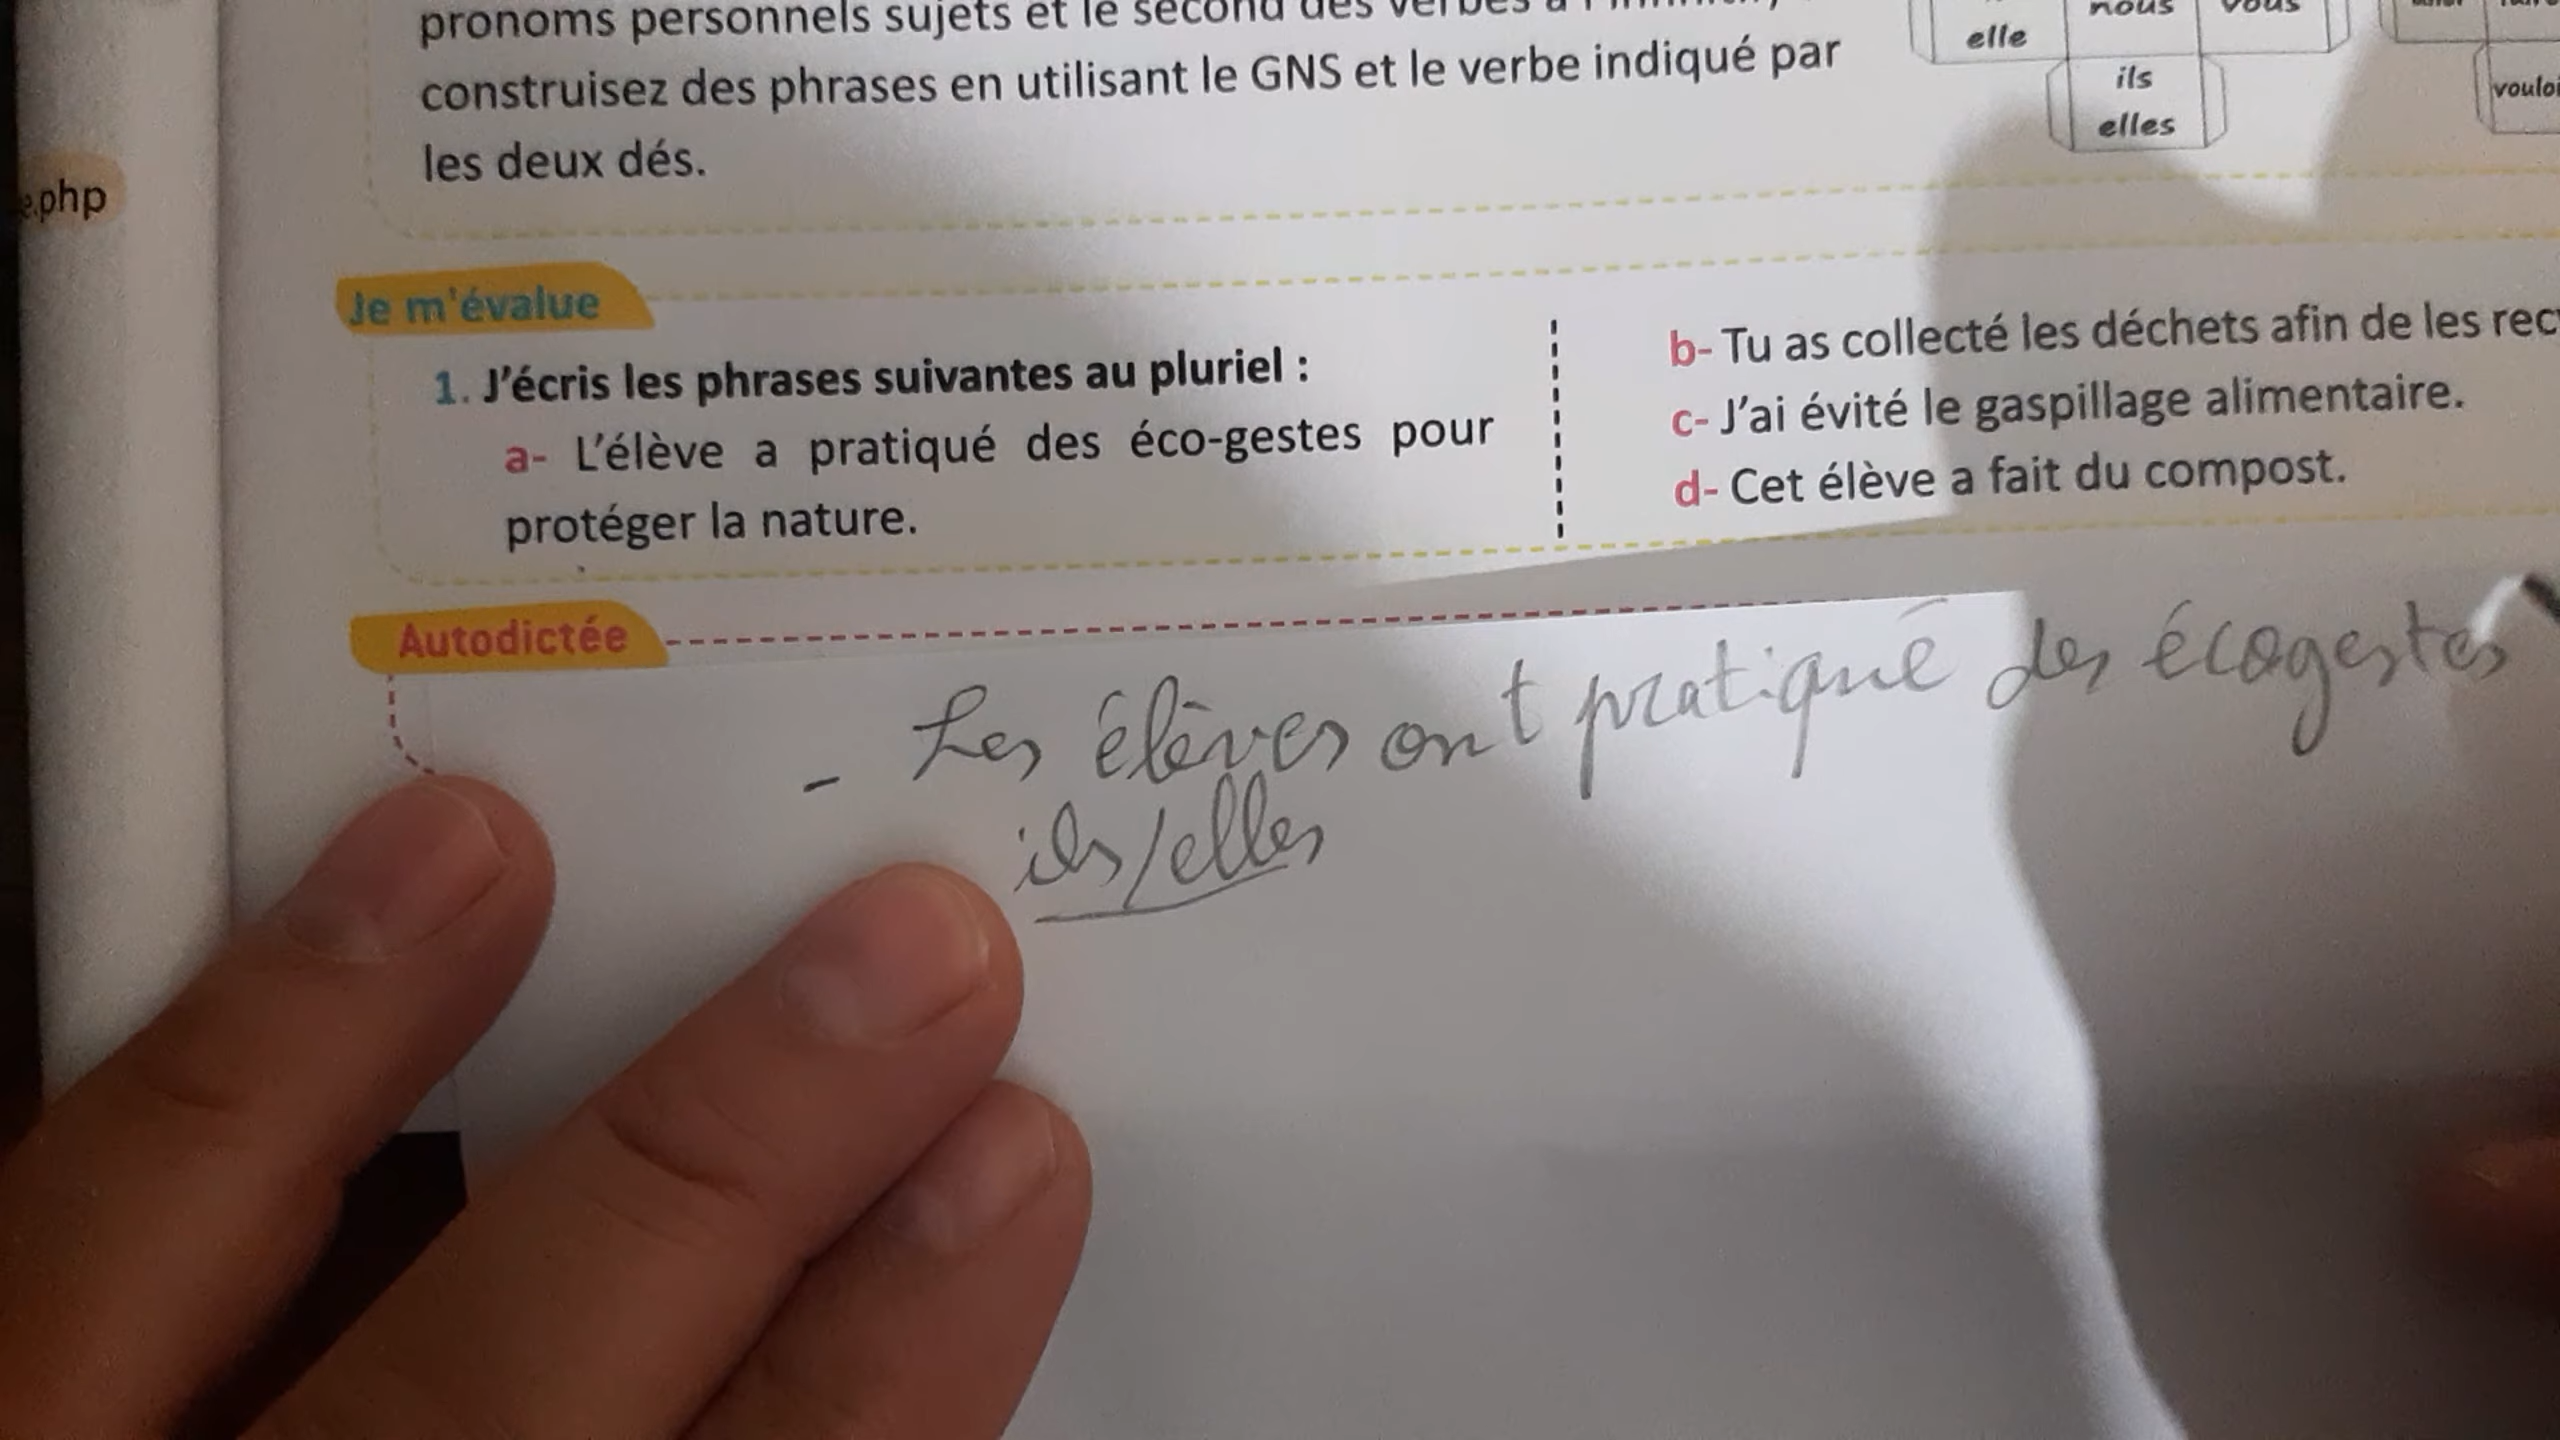 pronoms personnels sujets et le second des verbes à
construisez des phrases en utilisant le GNS et le verbe indiqué par
les deux dés.
elle
nous
vous
ils
elles
e.php
Je m'évalue
1. J'écris les phrases suivantes au pluriel :
a- L'élève a pratiqué des éco-gestes pour
protéger la nature.
b- Tu as collecté les déchets afin de les rec
c- J'ai évité le gaspillage alimentaire.
d- Cet élève a fait du compost.
Autodictée
- Les élèves ont pratiqué des écogestes
ils/elles